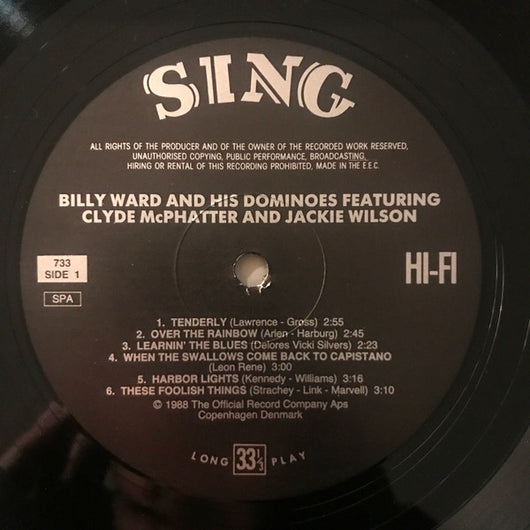 SING
ALL RIGHTS OF THE PRODUCER AND OF THE OWNER OF THE RECORDED WORK RESERVED,
UNAUTHORISED COPYING, PUBLIC PERFORMANCE, BROADCASTING,
HIRING OR RENTAL OF THIS RECORDING PROHIBITED, MADE IN THE E.E.C.
BILLY WARD AND HIS DOMINOES FEATURING
CLYDE McPHATTER AND JACKIE WILSON
733
SIDE 1
HI-FI
SPA
1. TENDERLY (Lawrence - Gross) 2:55
2. OVER THE RAINBOW (Arlen - Harburg) 2:45
3. LEARNIN' THE BLUES (Delores Vicki Silvers) 2:23
4. WHEN THE SWALLOWS COME BACK TO CAPISTANO
(Leon Rene) 3:00
5. HARBOR LIGHTS (Kennedy - Williams) 3:16
6. THESE FOOLISH THINGS (Strachey - Link - Marvell) 3:10
© 1988 The Official Record Company Aps
Copenhagen Denmark
LONG 33 1/3 PLAY